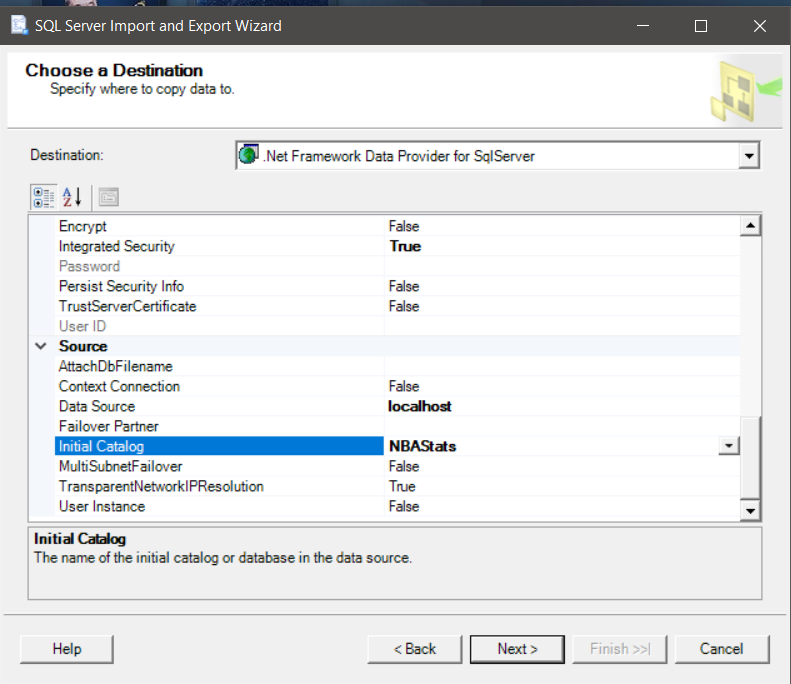 SQL Server Import and Export Wizard
Choose a Destination
Specify where to copy data to.
Destination: .Net Framework Data Provider for SqlServer
A Z
Encrypt False
Integrated Security True
Password
Persist Security Info False
TrustServerCertificate False
User ID
Source
AttachDbFilename
Context Connection False
Data Source localhost
Failover Partner
Initial Catalog NBAStats
MultiSubnetFailover False
TransparentNetworkIPResolution True
User Instance False
Initial Catalog
The name of the initial catalog or database in the data source.
Help < Back Next > Finish >>| Cancel